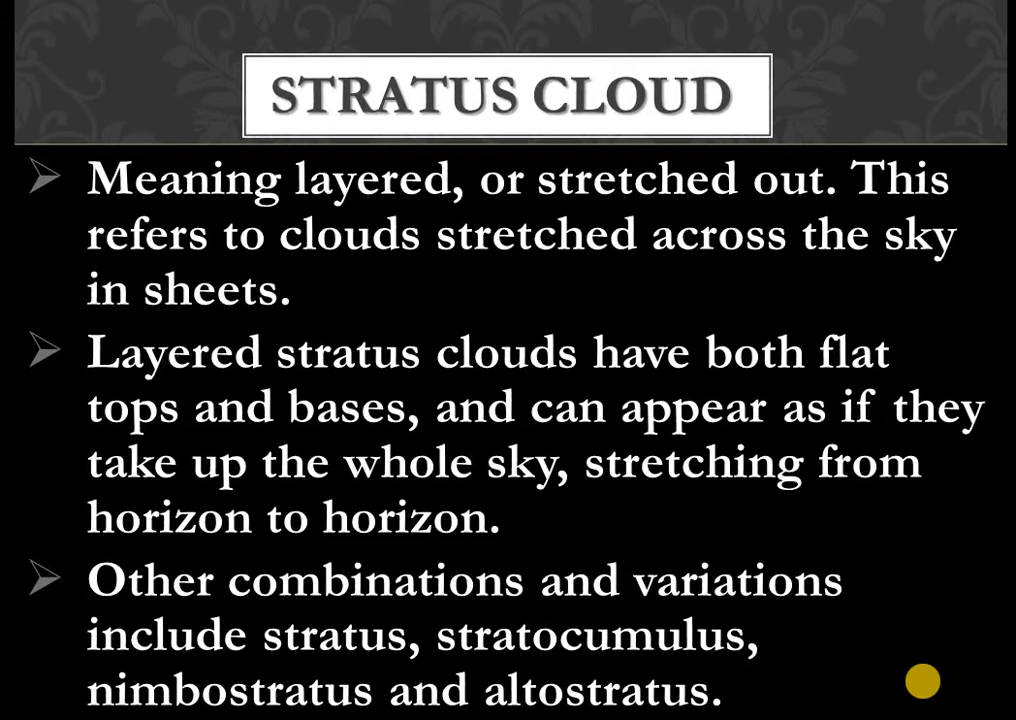 STRATUS CLOUD
Meaning layered, or stretched out. This
refers to clouds stretched across the sky
in sheets.
Layered stratus clouds have both flat
tops and bases, and can appear as if they
take up the whole sky, stretching from
horizon to horizon.
Other combinations and variations
include stratus, stratocumulus,
nimbostratus and altostratus.